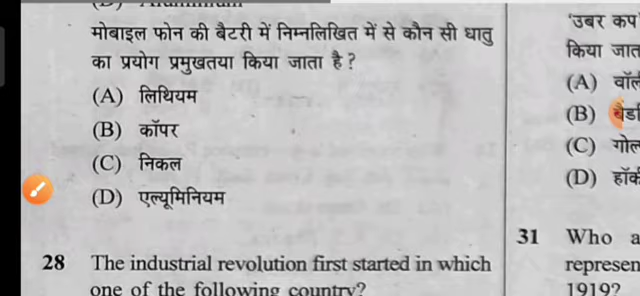 मोबाइल फोन की बैटरी में निम्नलिखित में से कौन सी धातु
का प्रयोग प्रमुखतया किया जाता है ?
(A) लिथियम
(B) कॉपर
(C) निकल
(D) एल्यूमिनियम
28 The industrial revolution first started in which
one of the following country?
'उबर कप
किया जात
(A)
(B)
(C) गोल
(D) हॉकी
31 Who a
represen
1919?